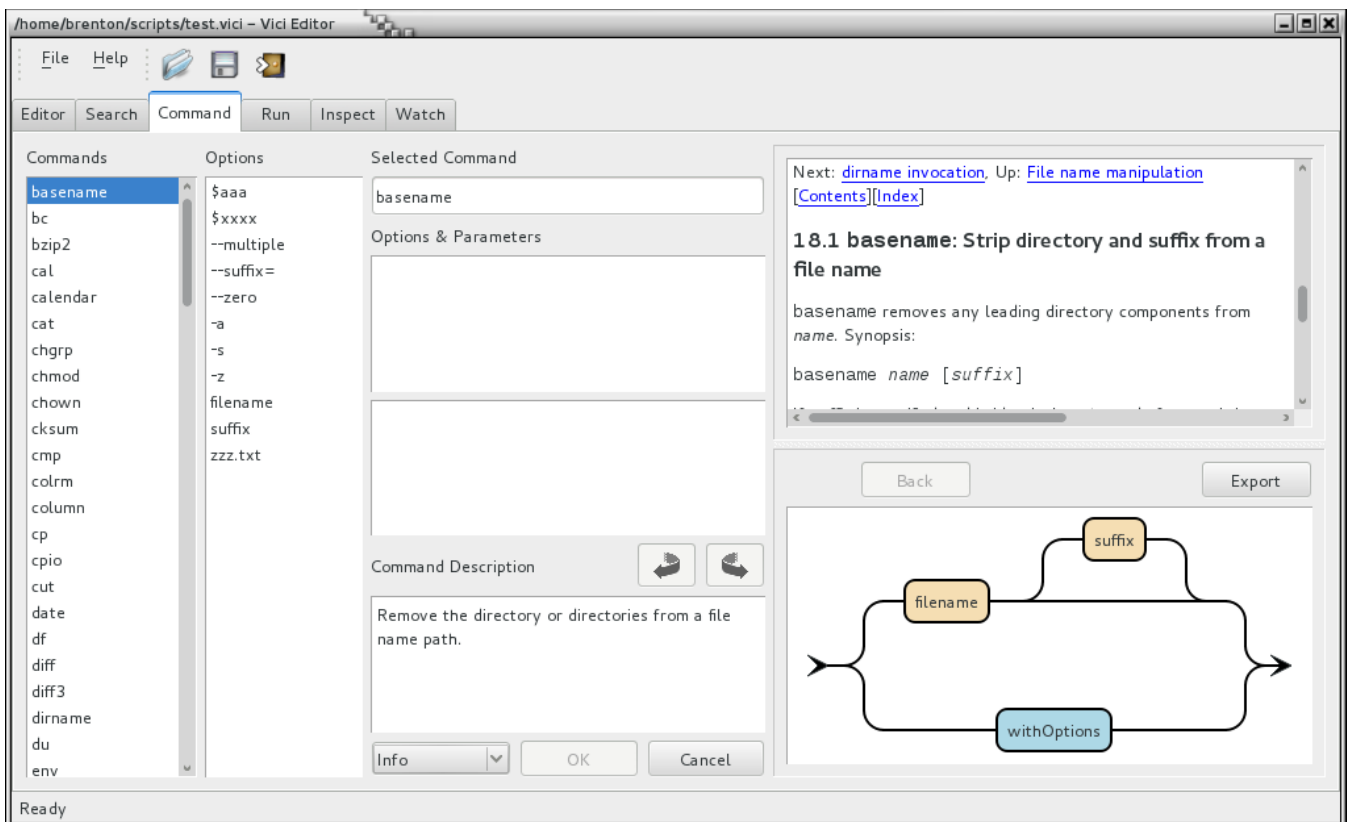 /home/brenton/scripts/test.vici – Vici Editor
File Help
Editor Search Command Run Inspect Watch
Commands
basename
bc
bzip2
cal
calendar
cat
chgrp
chmod
chown
cksum
cmp
colrm
column
cp
cpio
cut
date
df
diff
diff3
dirname
du
env
Options
$aaa
$xxxx
--multiple
--suffix=
--zero
-a
-s
-z
filename
suffix
zzz.txt
Selected Command
basename
Options & Parameters
Command Description
Remove the directory or directories from a file
name path.
Info OK Cancel
Next: dirname invocation, Up: File name manipulation
[Contents][Index]
18.1 basename: Strip directory and suffix from a
file name
basename removes any leading directory components from
name. Synopsis:
basename name [suffix]
Back Export
suffix
filename
withOptions
Ready